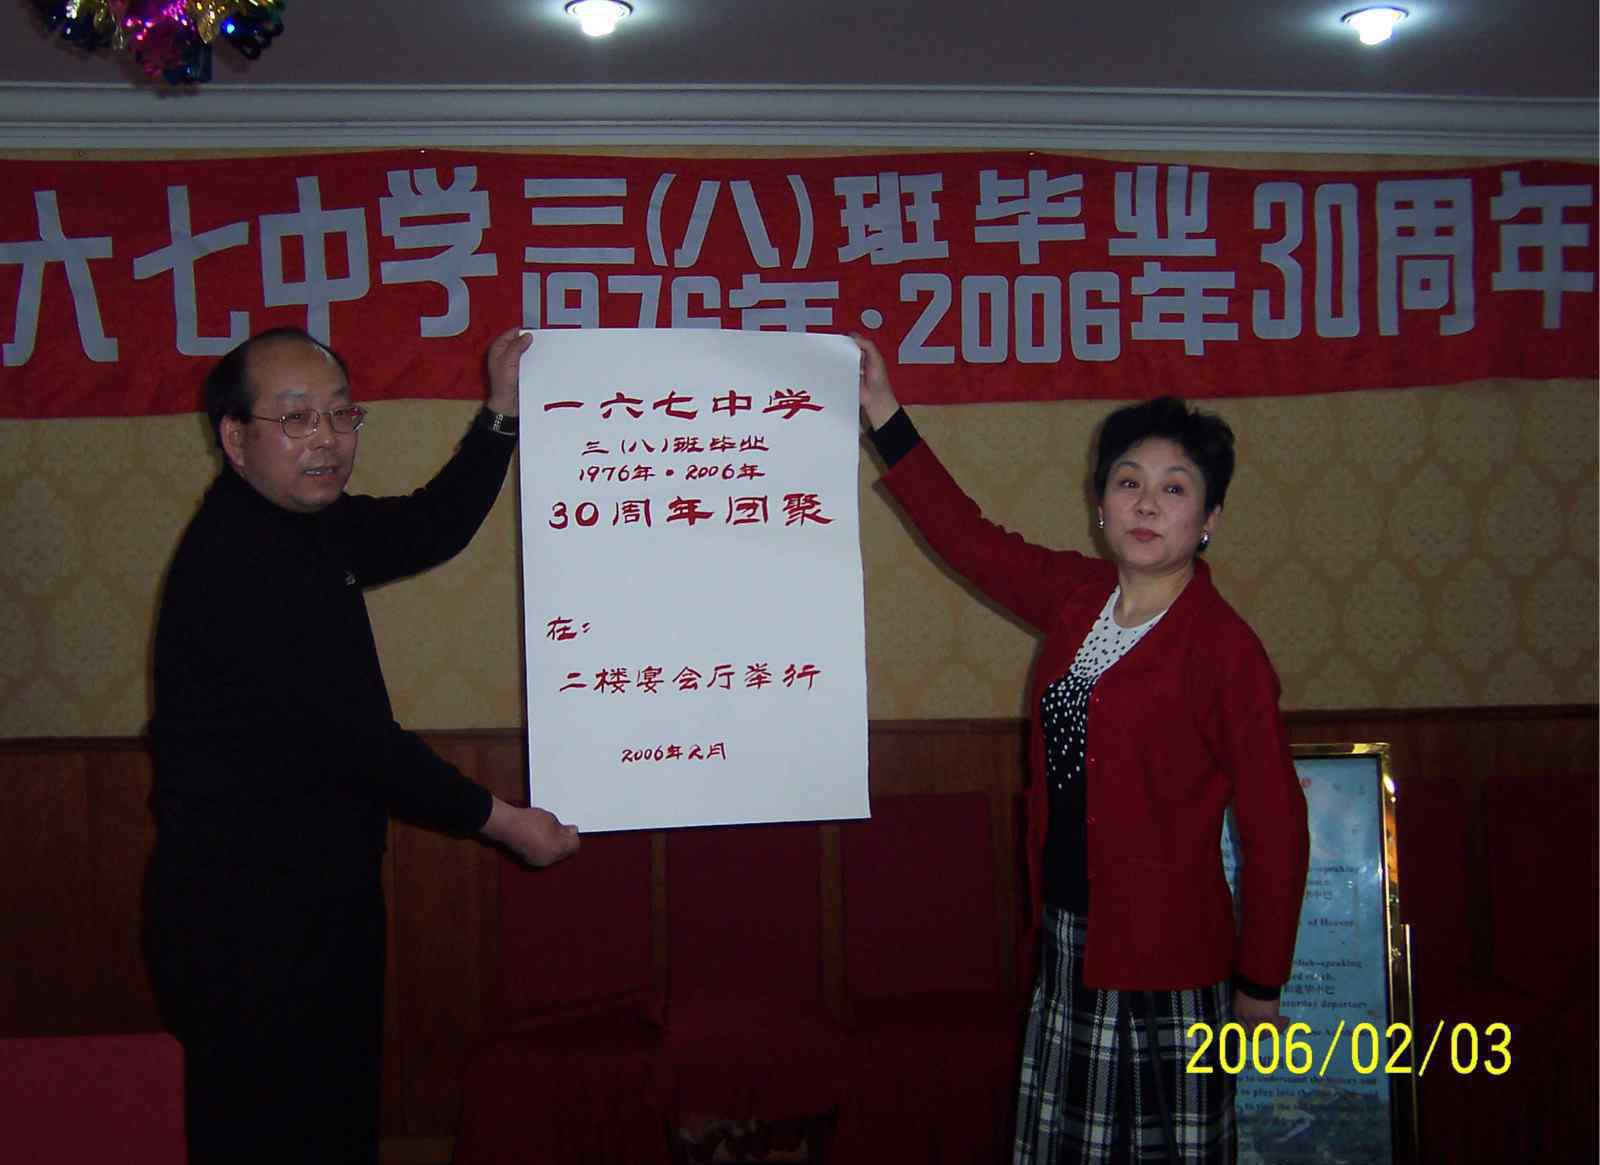 六七中学三(八)班毕业30周年
1976年·2006年
一六七中学
三(八)班毕业
1976年·2006年
30周年团聚
在:
二楼宴会厅举行
2006年2月
of Heaven
2006/02/03